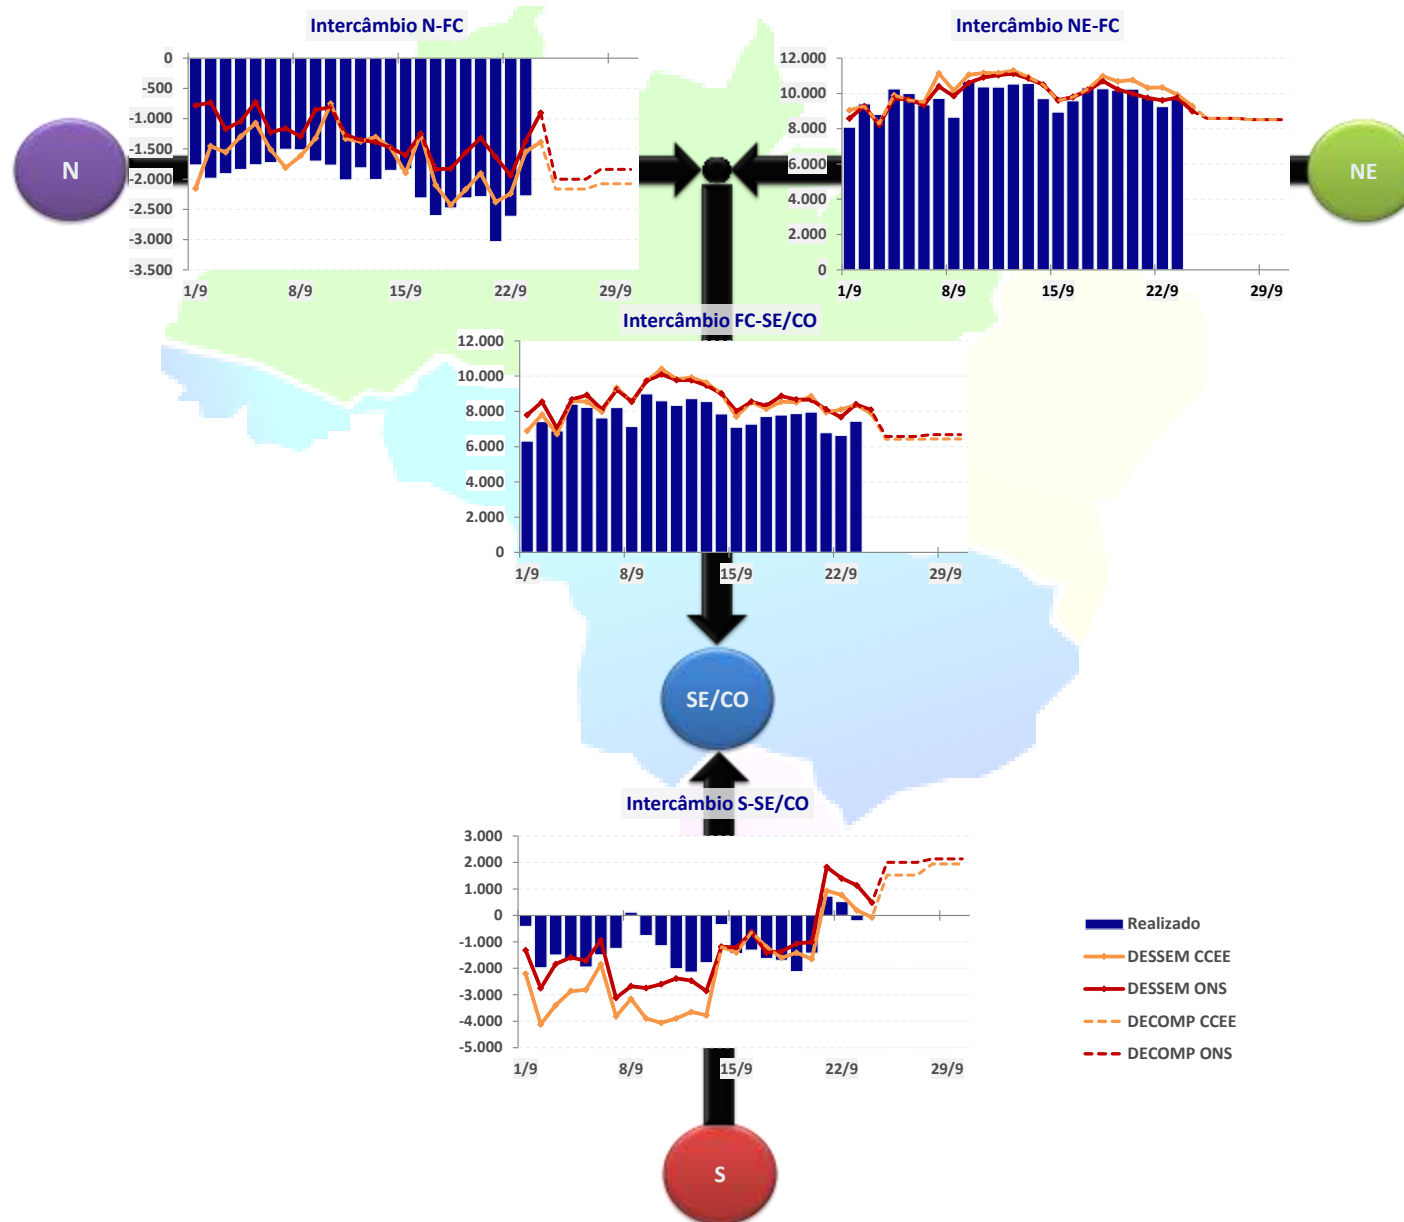 Intercâmbio N-FC
0
-500
-1.000
-1.500
-2.000
-2.500
-3.000
-3.500
1/9 8/9 15/9 22/9 29/9
N
Intercâmbio NE-FC
12.000
10.000
8.000
6.000
4.000
2.000
0
1/9 8/9 15/9 22/9 29/9
NE
Intercâmbio FC-SE/CO
12.000
10.000
8.000
6.000
4.000
2.000
0
1/9 8/9 15/9 22/9 29/9
SE/CO
Intercâmbio S-SE/CO
3.000
2.000
1.000
0
-1.000
-2.000
-3.000
-4.000
-5.000
1/9 8/9 15/9 22/9 29/9
Realizado
DESSEM CCEE
DESSEM ONS
DECOMP CCEE
DECOMP ONS
S